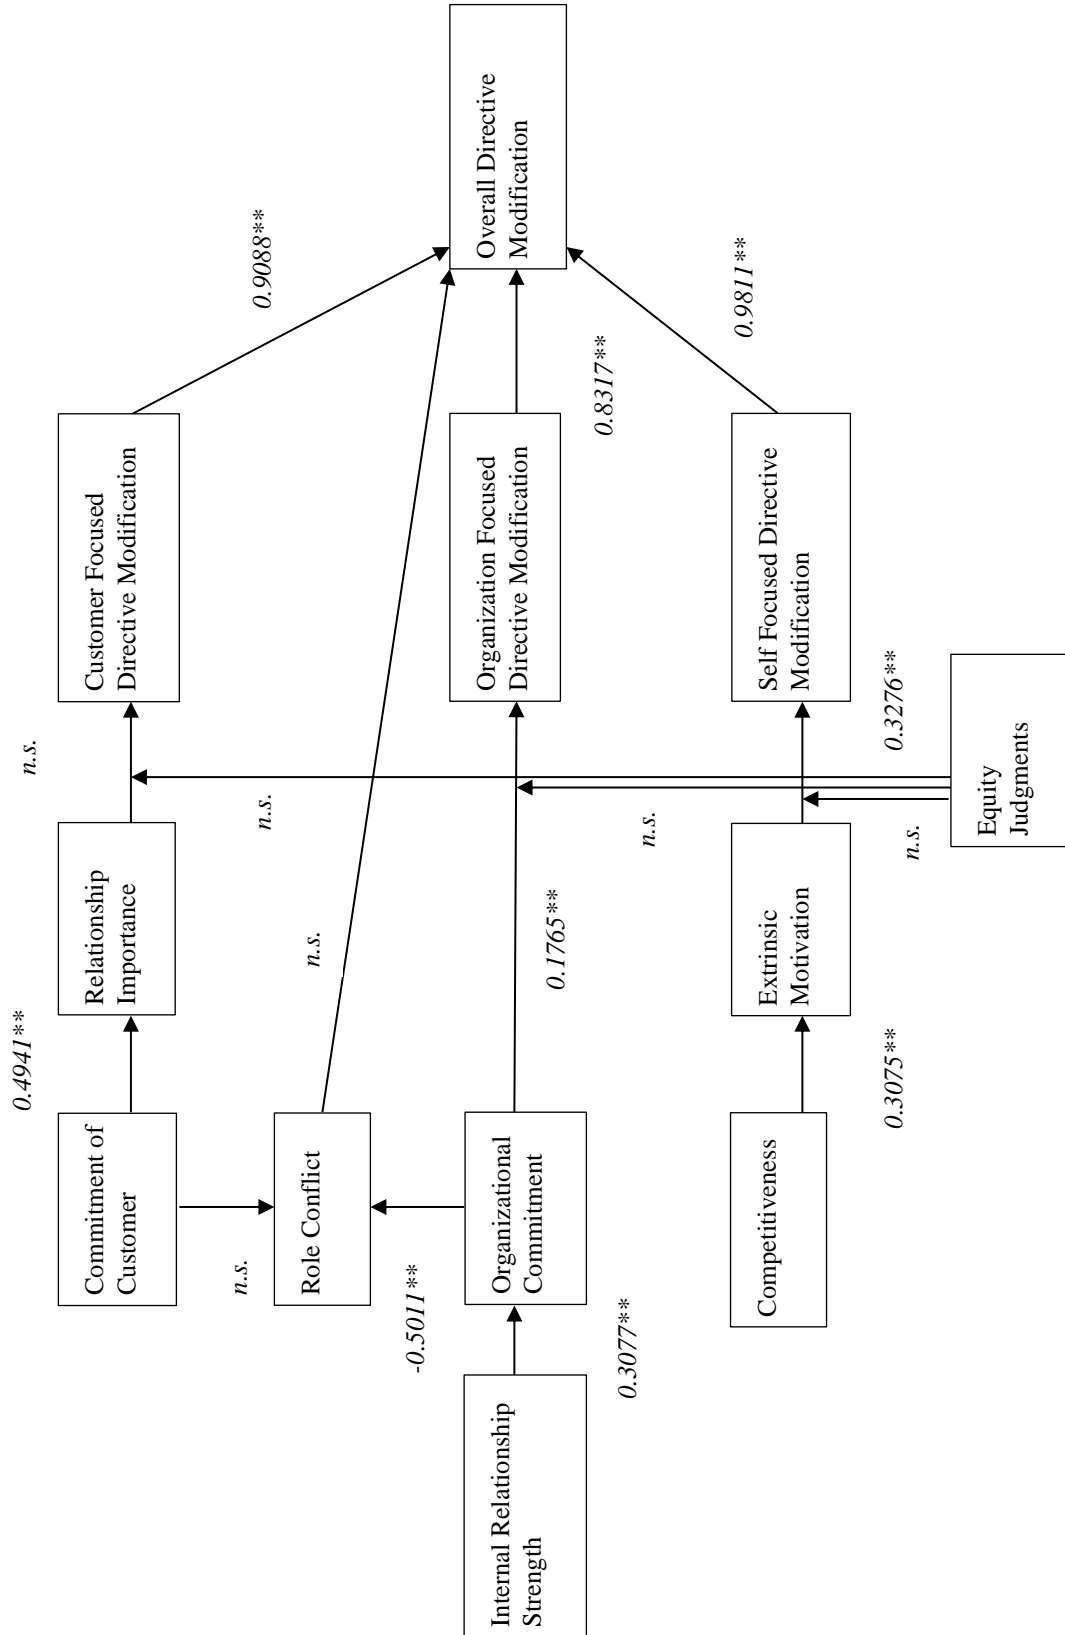 0.4941**
n.s.
Commitment of
Customer
Relationship
Importance
Customer Focused
Directive Modification
n.s.
n.s.
0.9088**
Role Conflict
n.s.
-0.5011**
Internal Relationship
Strength
Organizational
Commitment
Organization Focused
Directive Modification
Overall Directive
Modification
0.1765**
0.8317**
0.3077**
n.s.
Competitiveness
Extrinsic
Motivation
Self Focused Directive
Modification
0.9811**
0.3075**
n.s.
0.3276**
Equity
Judgments